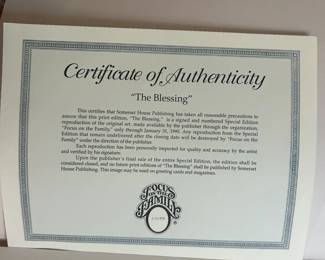 Certificate of Authenticity
"The Blessing"
This certifies that Somerset House Publishing has taken all reasonable precautions to
assure that this print edition, "The Blessing," is a signed and numbered Special Edition
reproduction of the original art, made available by the publisher through the organization,
"Focus on the Family," only through January 31, Any reproduction from the Special
Edition that remain undelivered after the closing date will be destroyed by "Focus on the
Family" under the direction of the publisher.
Each reproduction has been personally inspected for quality and accuracy by the artist
and verified by his signature.
Upon the publisher's final sale of the entire Special Edition, the edition shall be
considered closed, and no future print editions of "The Blessing" shall be published by Somerset
House Publishing. This image may be used on greeting cards and magazines.
FOCUS
ON THE
FAMILY
®